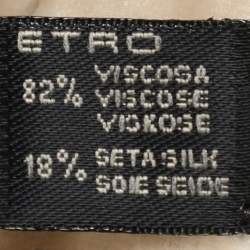 ETRO
82% VISCOSA
VISCOSE
VISKOSE
18% SETA SILK
SOIE SEIDE